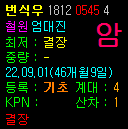 번식우 1812 0545 4
철원엄대진
암
최저 : 결장
중량 : -
22.09.01(46개월9일)
등록 : 기초 계대 : 4
KPN : 산차 : 1
결장